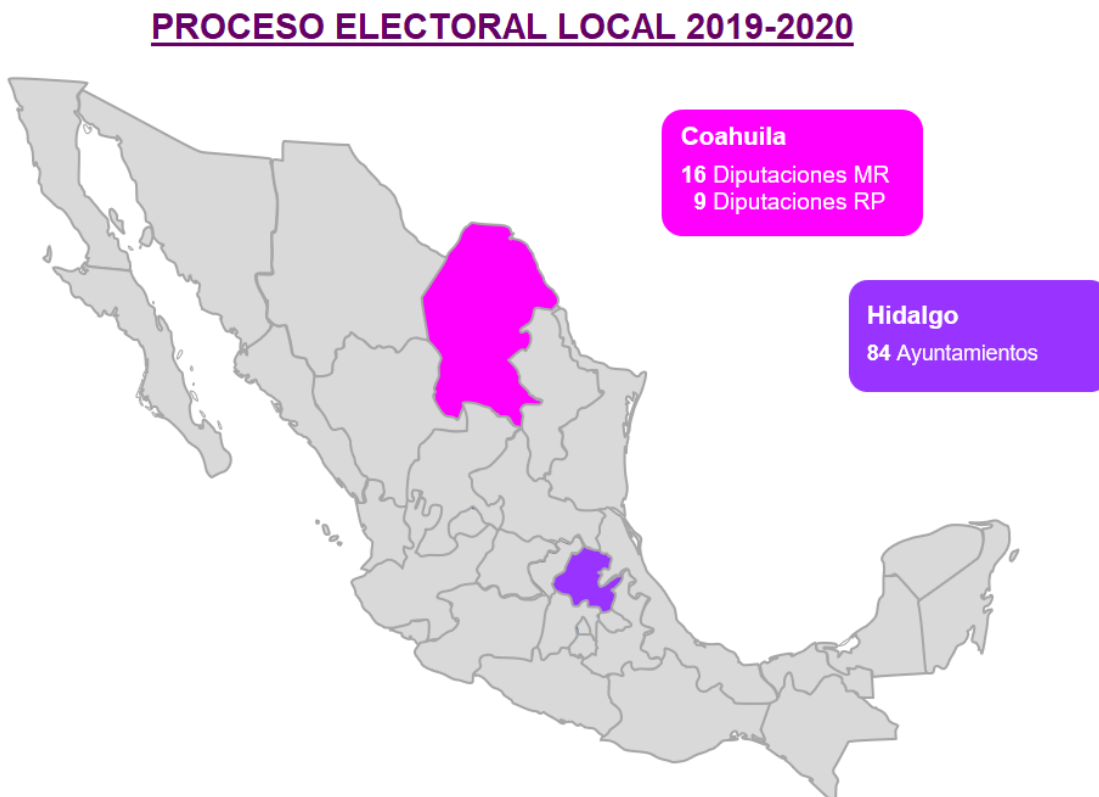 PROCESO ELECTORAL LOCAL 2019-2020
Coahuila
16 Diputaciones MR
9 Diputaciones RP
Hidalgo
84 Ayuntamientos